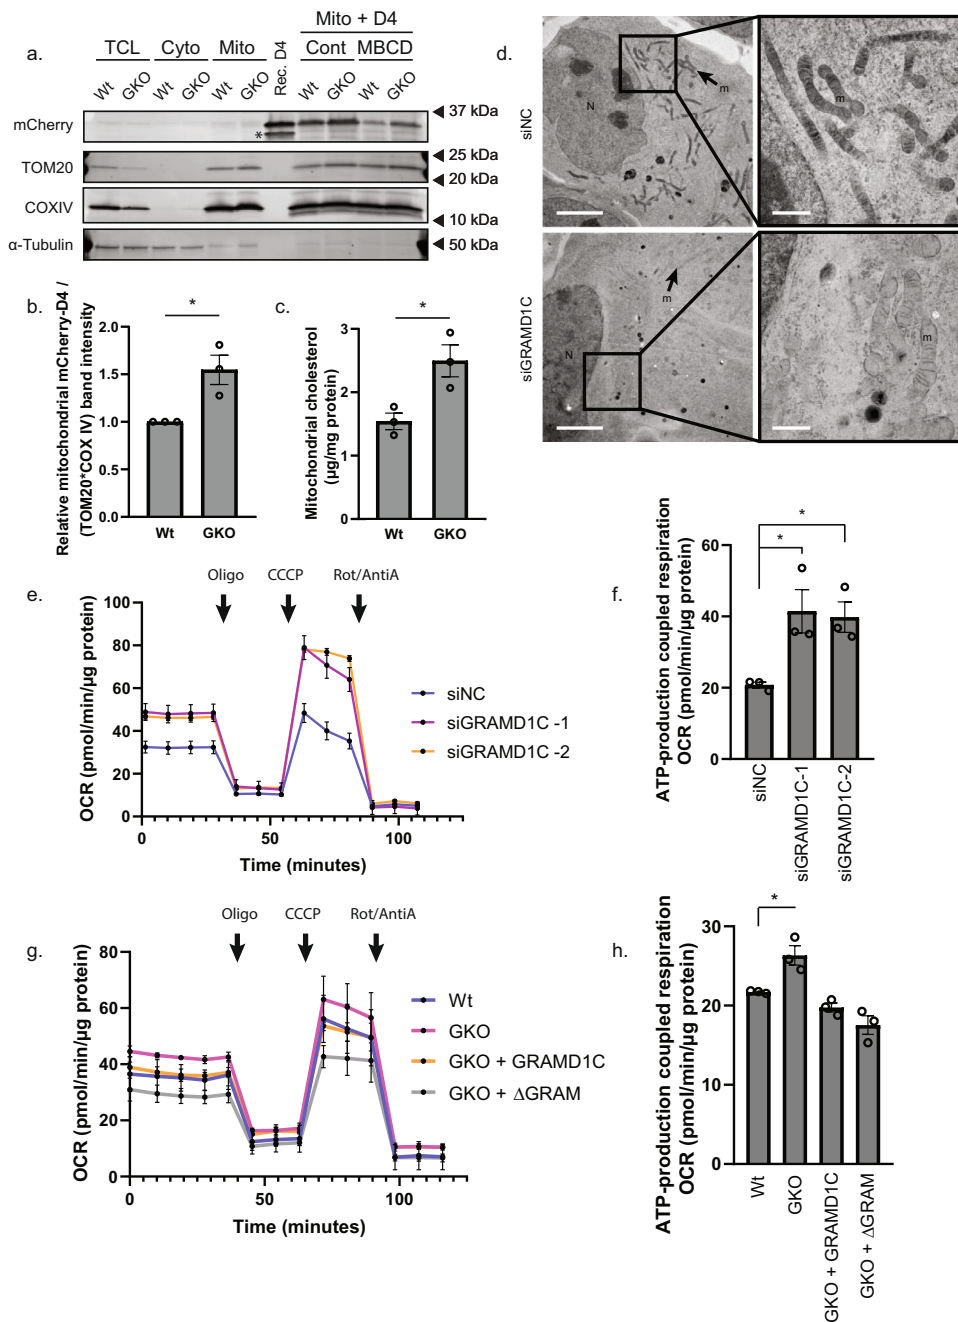 a.
Mito + D4
TCL Cyto Mito Rec. D4 Cont MBCD
Wt GKO Wt GKO Wt GKO Wt GKO Wt GKO
mCherry
*
37 kDa
TOM20
25 kDa
20 kDa
COXIV
10 kDa
α-Tubulin
50 kDa
b.
Relative mitochondrial mCherry-D4 /
(TOM20*COX IV) band intensity
2.0
1.5
1.0
0.5
0.0
*
Wt GKO
c.
Mitochondrial cholesterol
(µg/mg protein)
3
2
1
0
*
Wt GKO
d.
siNC
N
m
m
siGRAMD1C
N
m
m
e.
Oligo CCCP Rot/AntiA
OCR (pmol/min/µg protein)
100
80
60
40
20
0
0 50 100
Time (minutes)
siNC
siGRAMD1C -1
siGRAMD1C -2
f.
ATP-production coupled respiration
OCR (pmol/min/µg protein)
60
40
20
0
*
*
siNC
siGRAMD1C-1
siGRAMD1C-2
g.
Oligo CCCP Rot/AntiA
OCR (pmol/min/µg protein)
80
60
40
20
0
0 50 100
Time (minutes)
Wt
GKO
GKO + GRAMD1C
GKO + ΔGRAM
h.
ATP-production coupled respiration
OCR (pmol/min/µg protein)
30
20
10
0
*
Wt
GKO
GKO + GRAMD1C
GKO + ΔGRAM